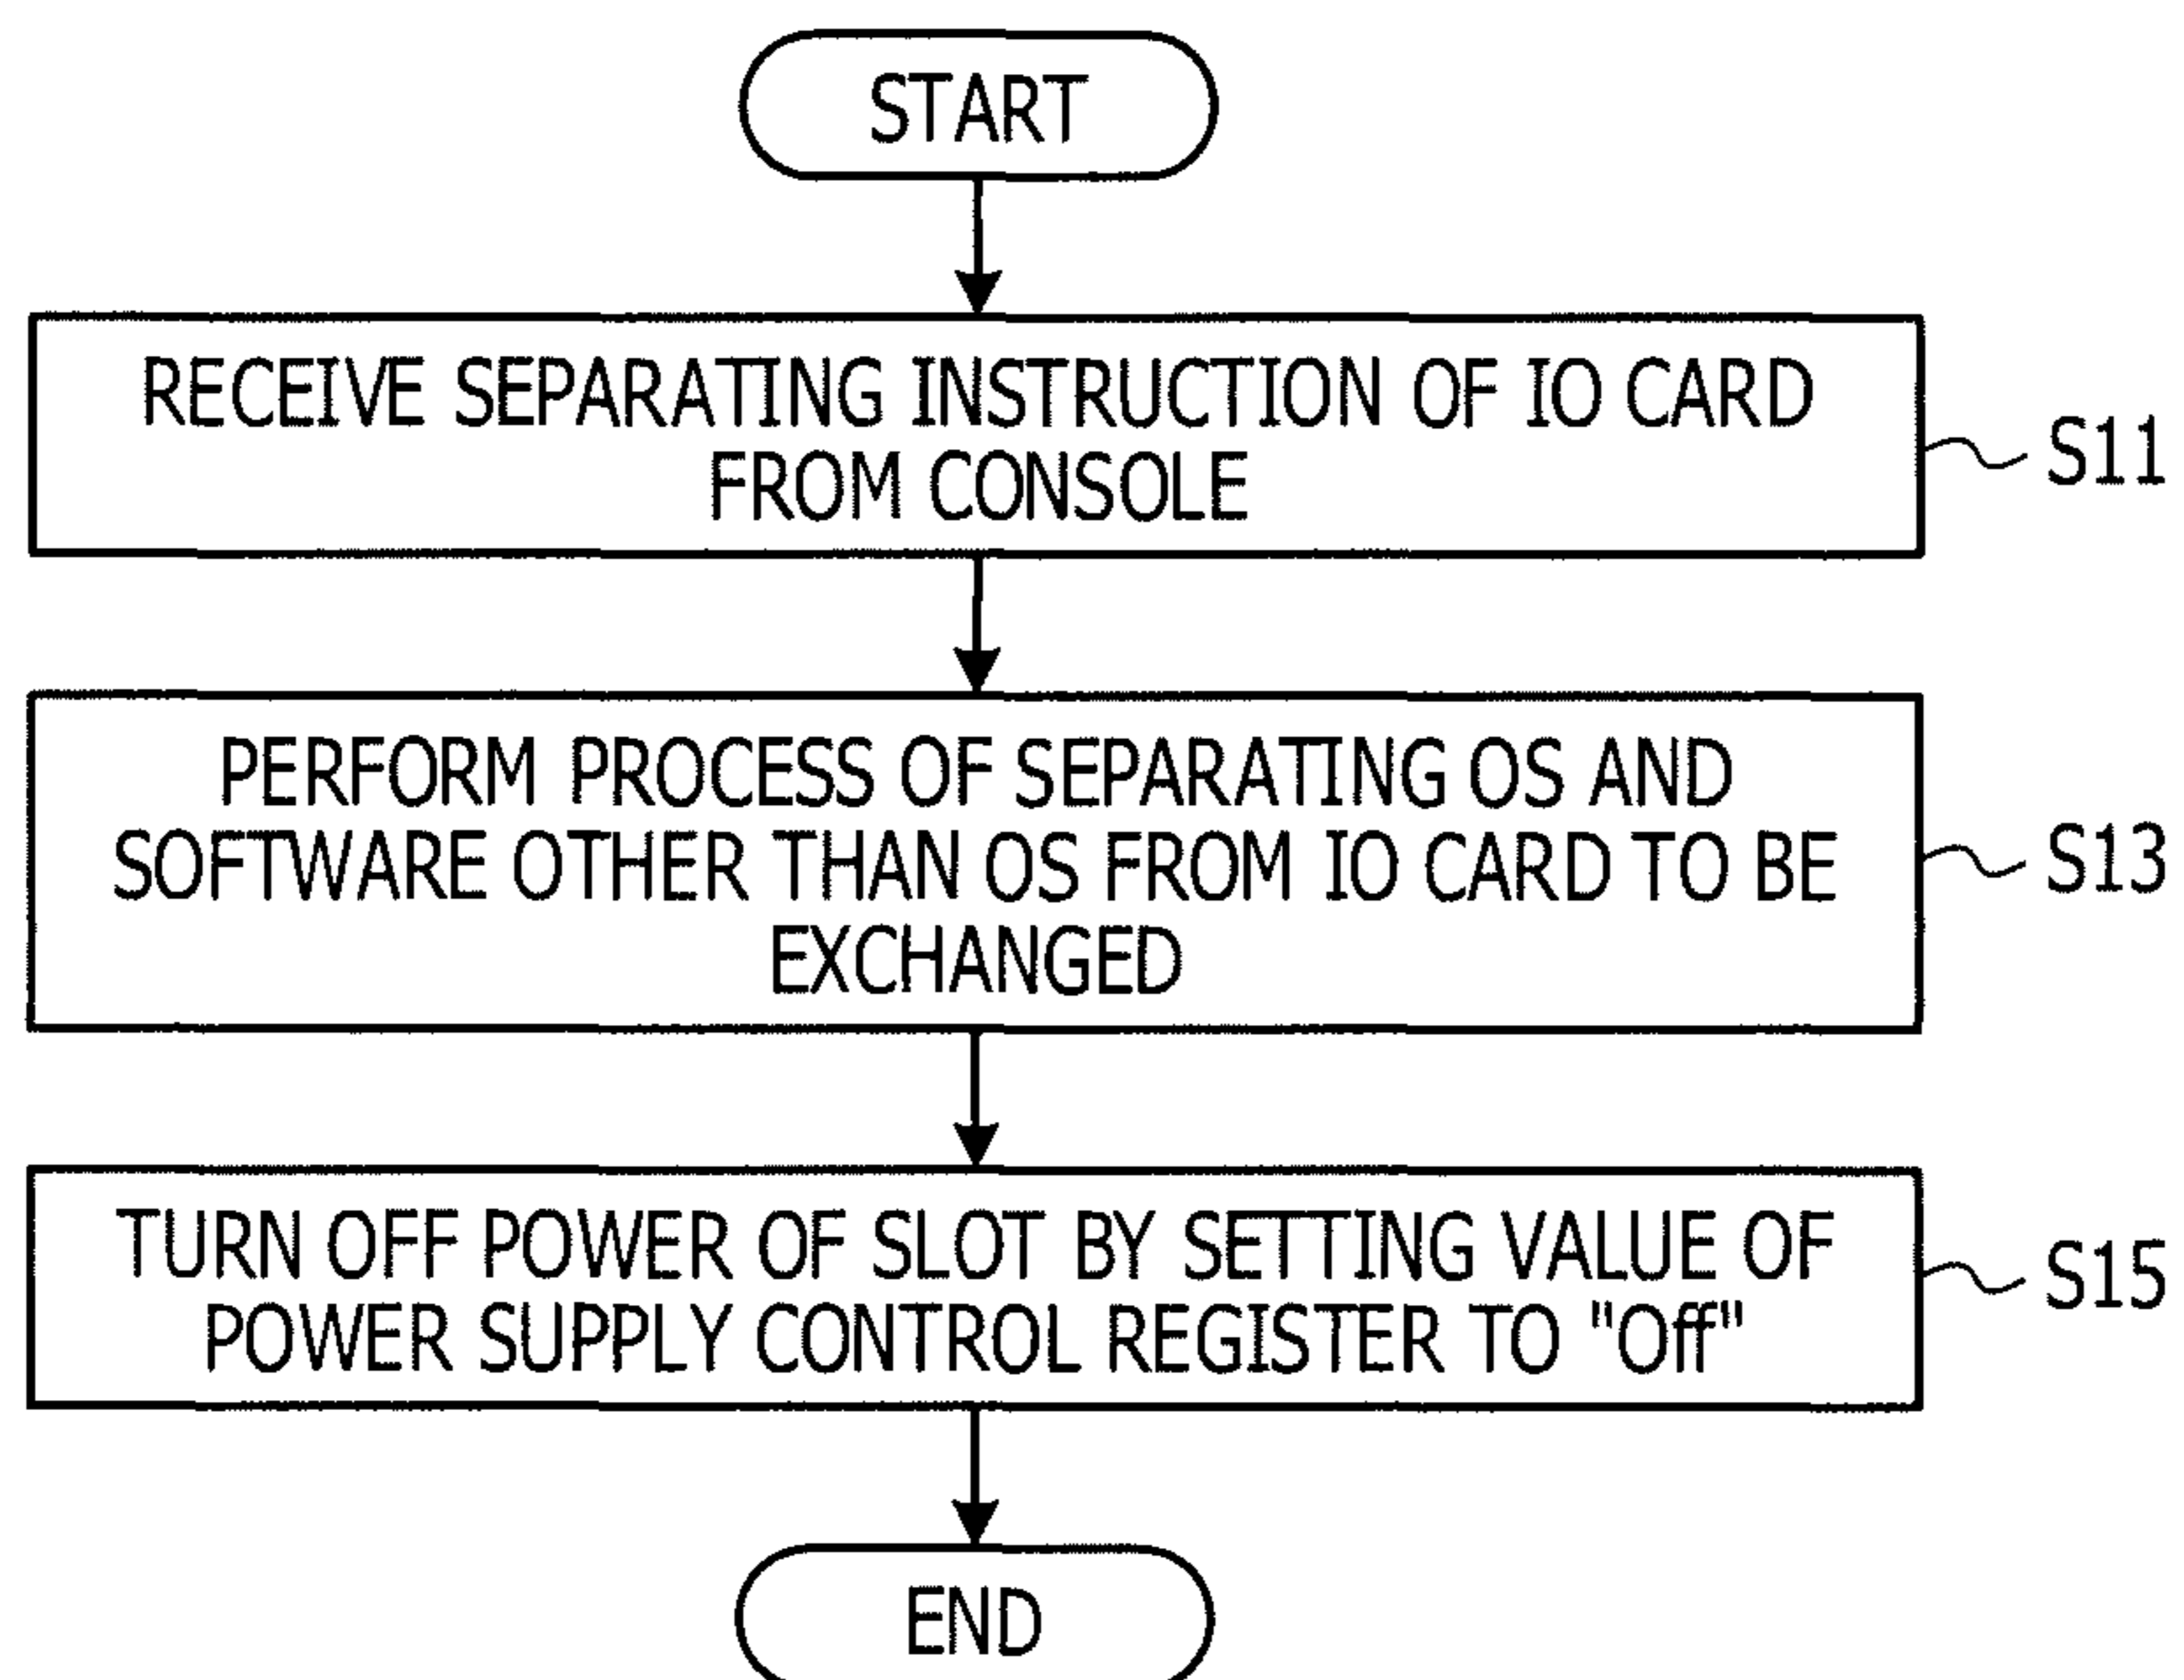 START
RECEIVE SEPARATING INSTRUCTION OF IO CARD
FROM CONSOLE
S11
PERFORM PROCESS OF SEPARATING OS AND
SOFTWARE OTHER THAN OS FROM IO CARD TO BE
EXCHANGED
S13
TURN OFF POWER OF SLOT BY SETTING VALUE OF
POWER SUPPLY CONTROL REGISTER TO "Off"
S15
END